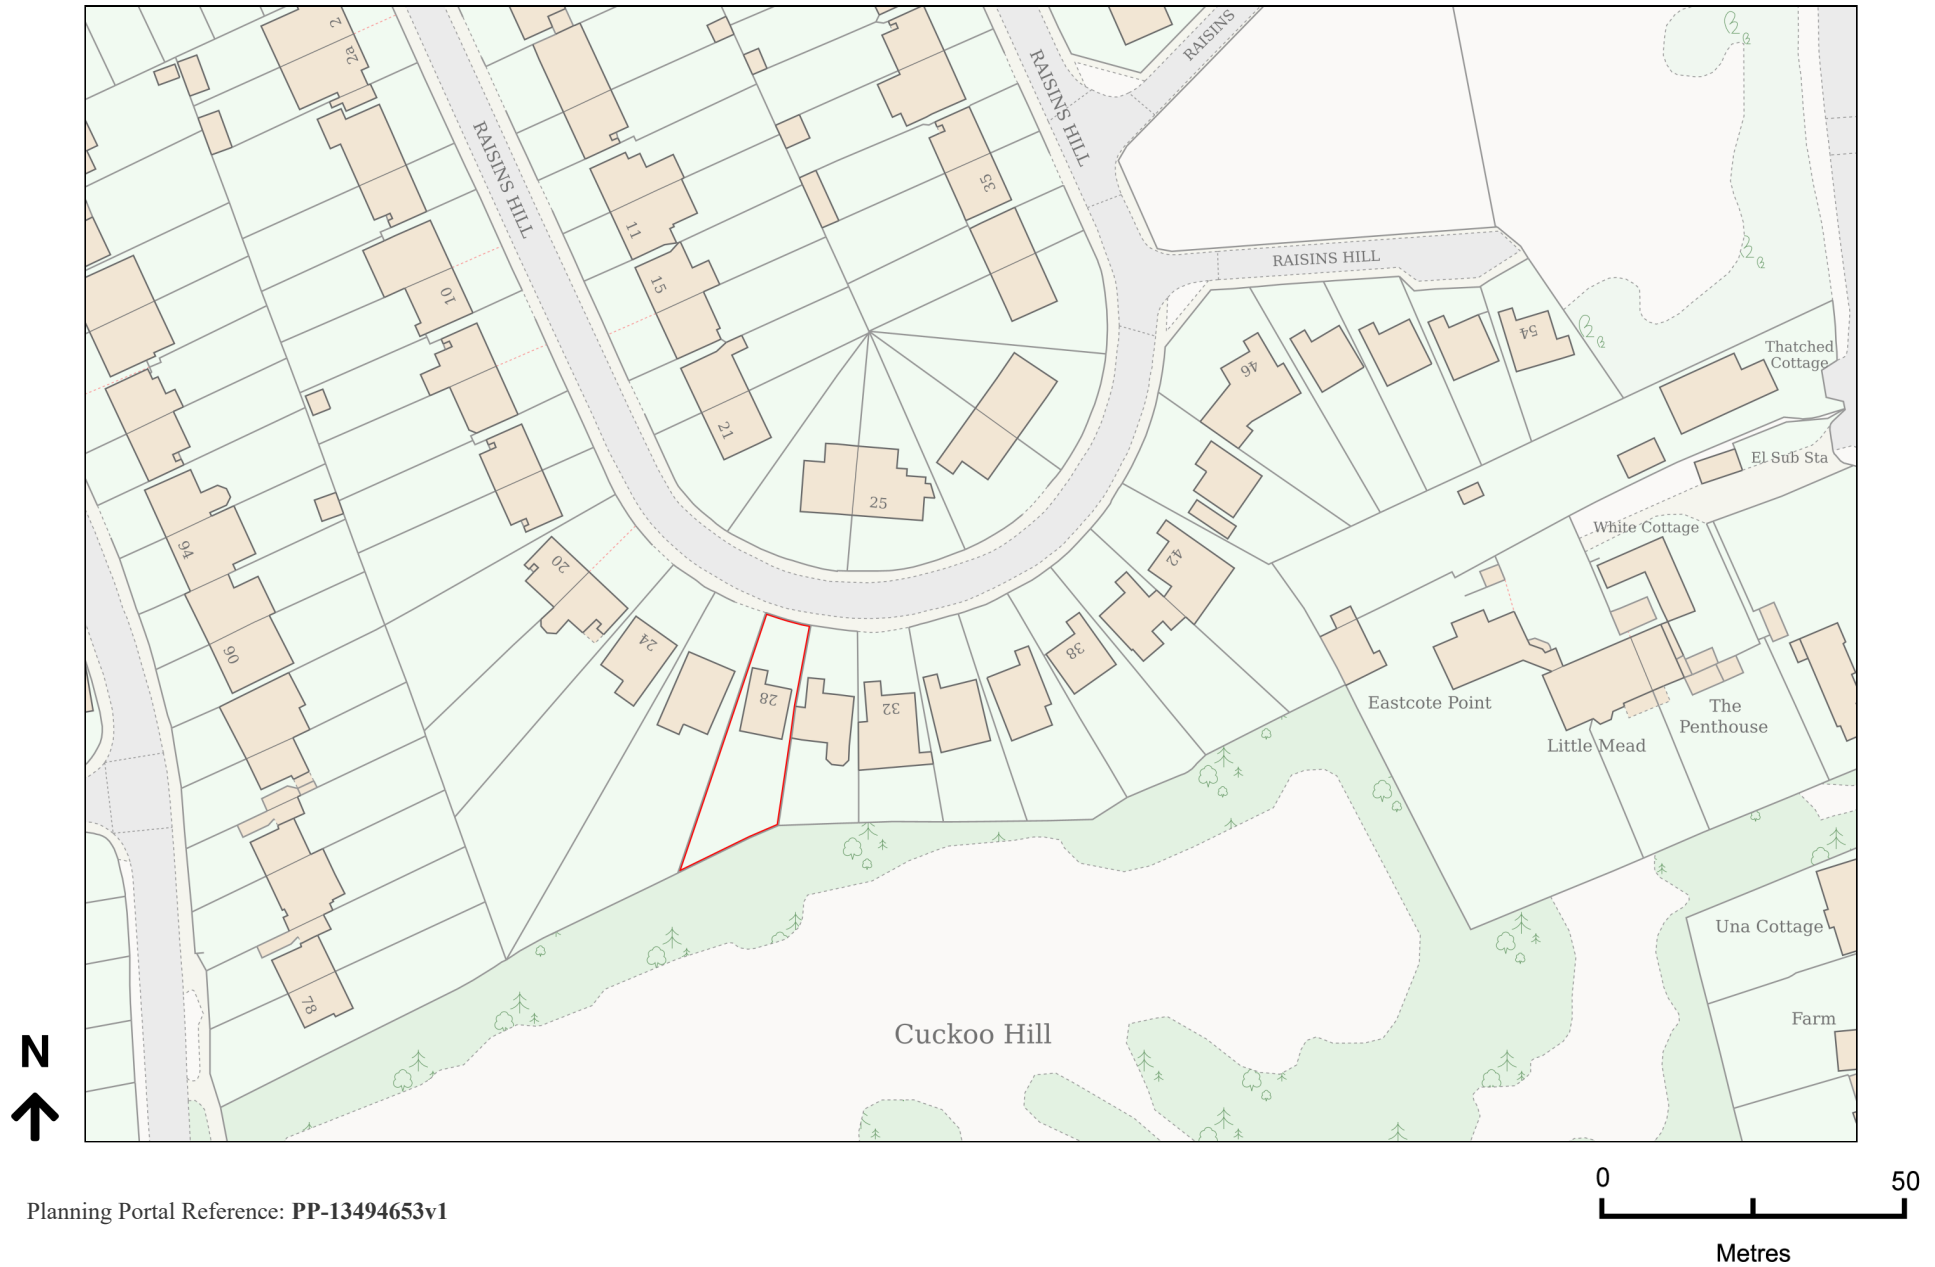 2
2a
RAISINS HILL
RAISINS HILL
RAISINS
35
11
15
10
RAISINS HILL
54
46
Thatched
Cottage
21
El Sub Sta
25
White Cottage
94
42
20
24
38
90
28
32
Eastcote Point
The
Penthouse
Little Mead
Una Cottage
78
Farm
Cuckoo Hill
N
0
50
Metres
Planning Portal Reference: PP-13494653v1